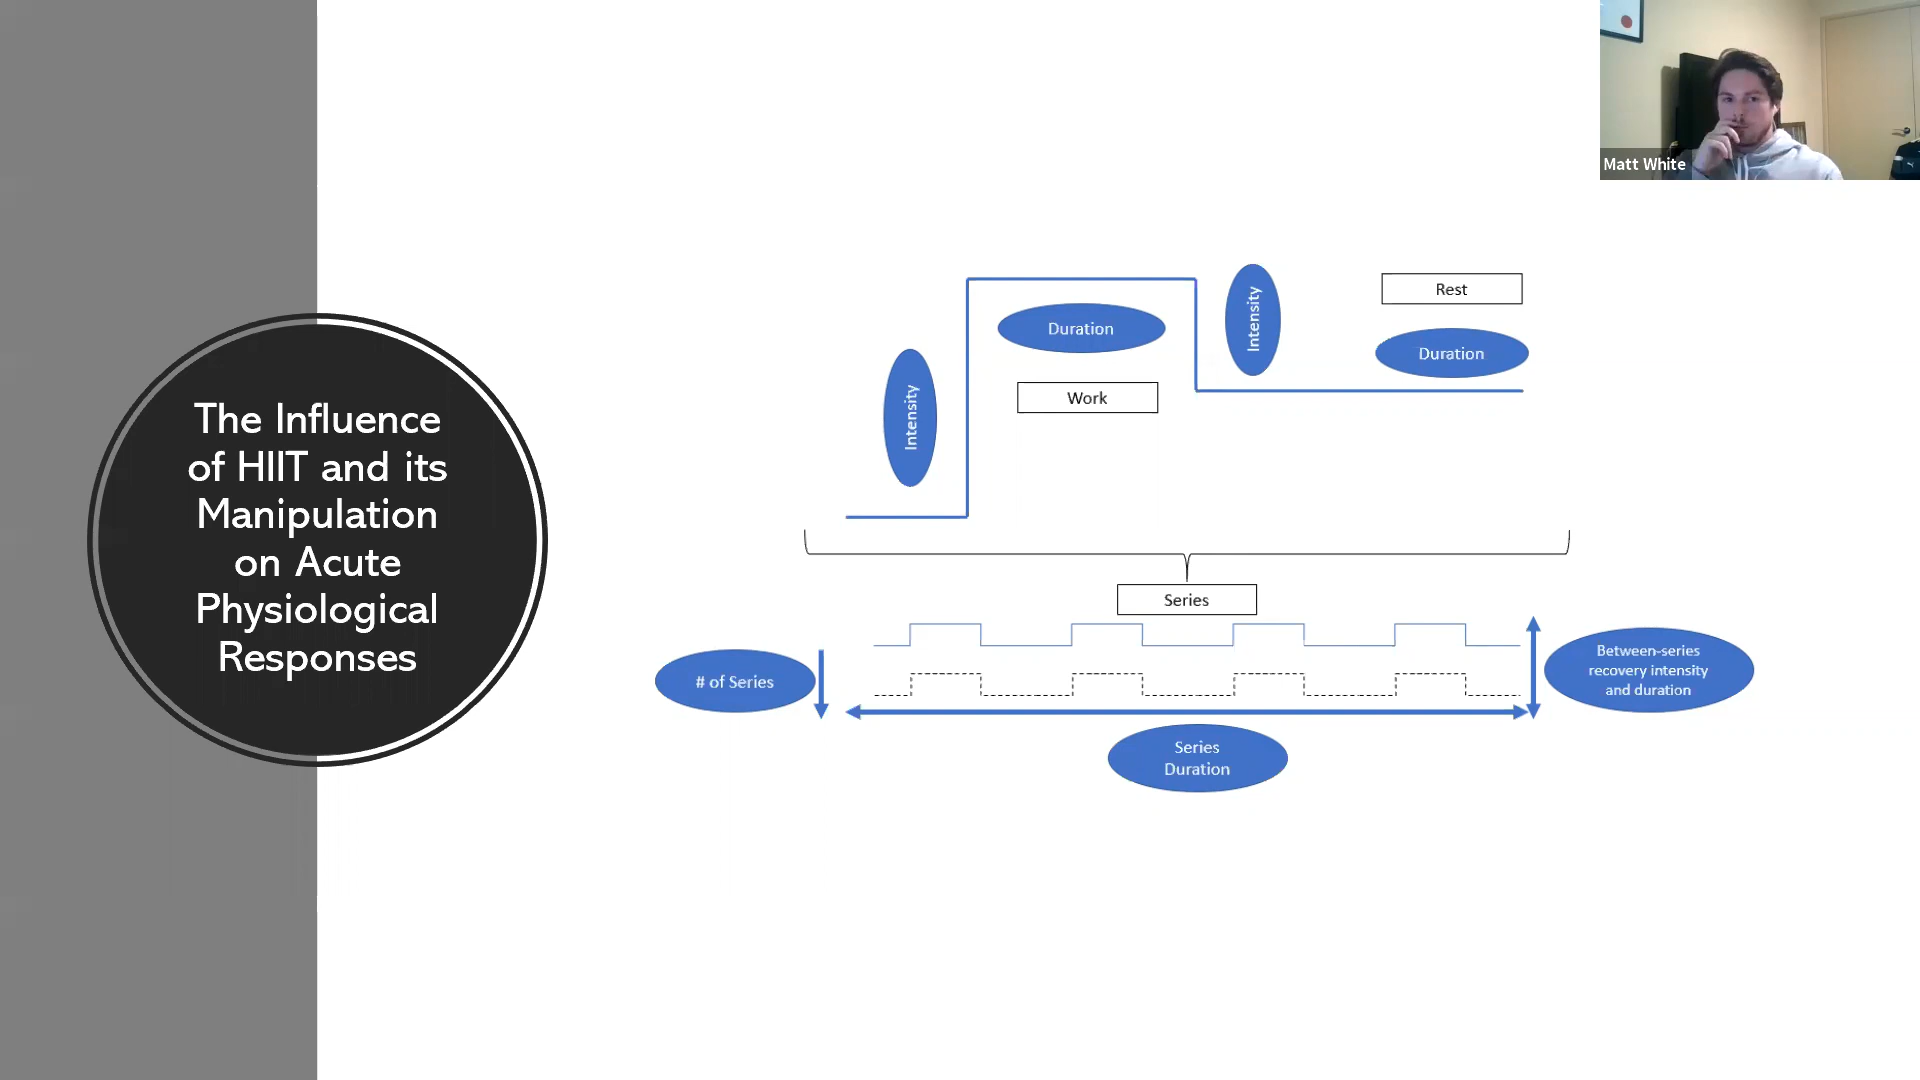 Matt White
The Influence
of HIIT and its
Manipulation
on Acute
Physiological
Responses
Intensity
Duration
Work
Intensity
Rest
Duration
Series
# of Series
Between-series
recovery intensity
and duration
Series
Duration